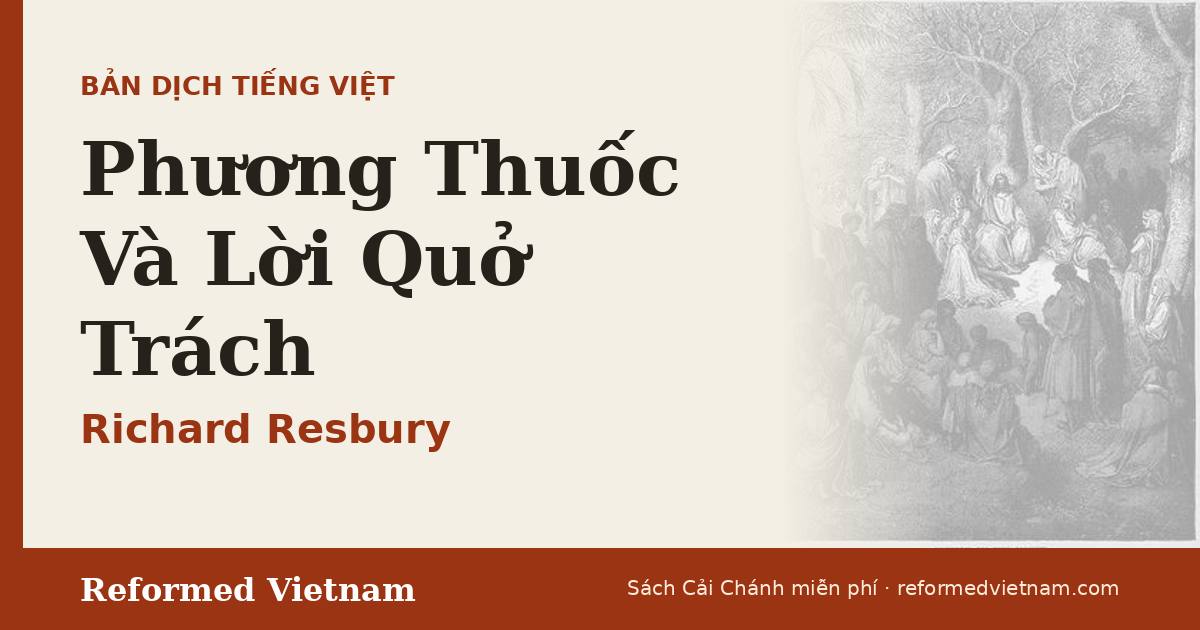 BẢN DỊCH TIẾNG VIỆT
Phương Thuốc
Và Lời Quở
Trách
Richard Resbury
Reformed Vietnam
Sách Cải Chánh miễn phí · reformedvietnam.com